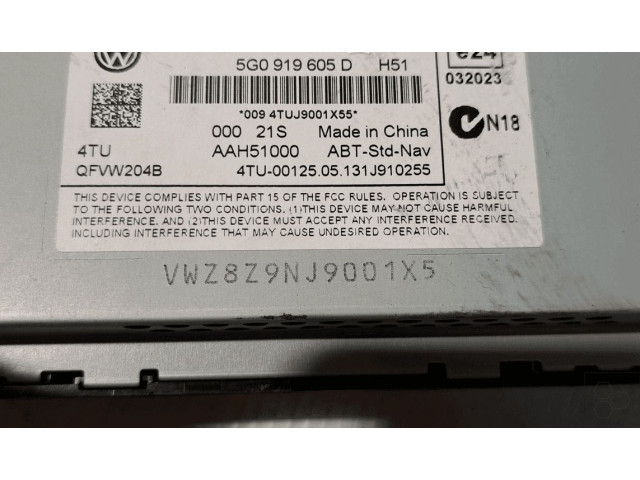 5G0 919 605 D H51
e24
032023
*009 4TUJ9001X55*
000 21S Made in China
N18
4TU AAH51000 ABT-Std-Nav
QFVW204B 4TU-00125.05.131J910255
THIS DEVICE COMPLIES WITH PART 15 OF THE FCC RULES. OPERATION IS SUBJECT
TO THE FOLLOWING TWO CONDITIONS, (1)THIS DEVICE MAY NOT CAUSE HARMFUL
INTERFERENCE, AND (2)THIS DEVICE MUST ACCEPT ANY INTERFERENCE RECEIVED.
INCLUDING INTERFERENCE THAT MAY CAUSE UNDESIRED OPERATION.
VWZ8Z9NJ9001X5